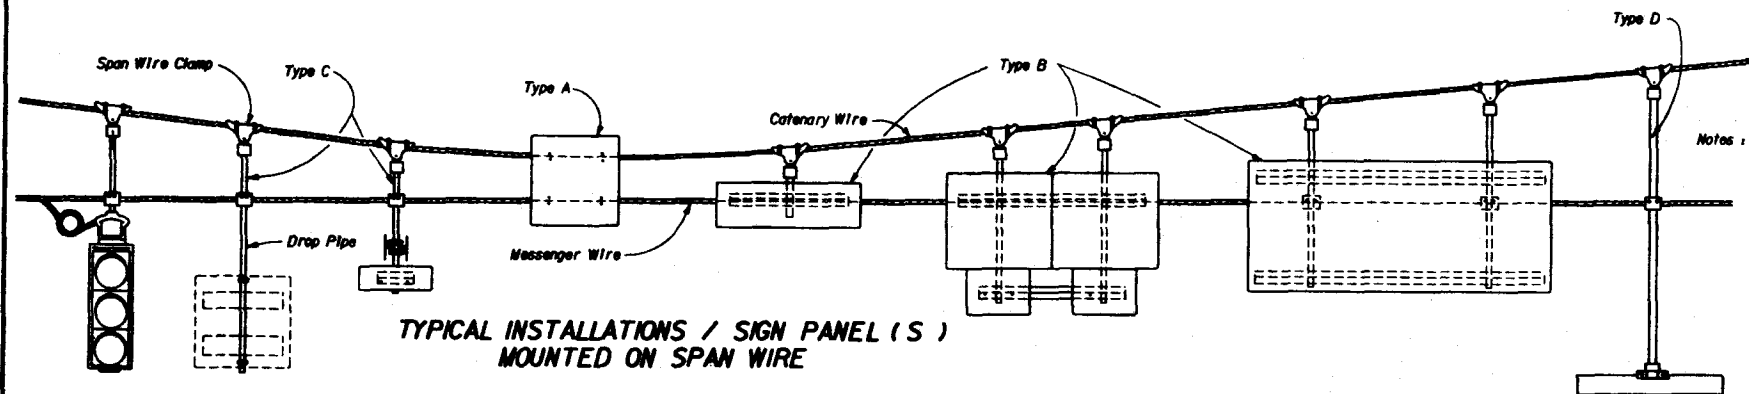 Type D
Span Wire Clamp
Type C
Type B
Type A
Catenary Wire
Notes :
Drop Pipe
Messenger Wire
TYPICAL INSTALLATIONS / SIGN PANEL ( S )
MOUNTED ON SPAN WIRE